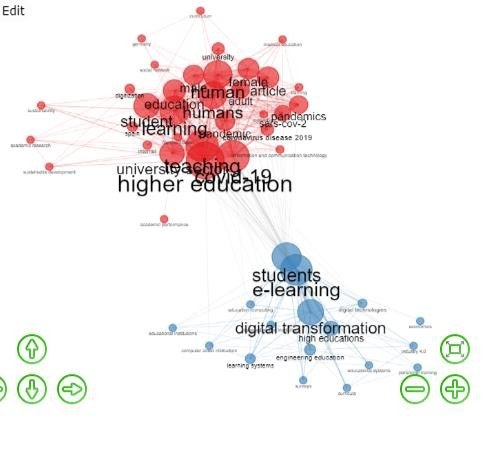 Edit
curriculum
germany
medical education
university
social network
digitization
male
female
human
article
adult
education
sustainability
humans
student
pandemics
sars-cov-2
learning
spain
pandemic
coronavirus disease 2019
academic research
internet
information and communication technology
sustainable development
university
teaching
covid-19
higher education
academic performance
students
e-learning
education computing
digital technologies
digital transformation
educational institutions
high educations
computer aided instruction
industry 4.0
engineering education
learning systems
educational systems
surveys
curricula